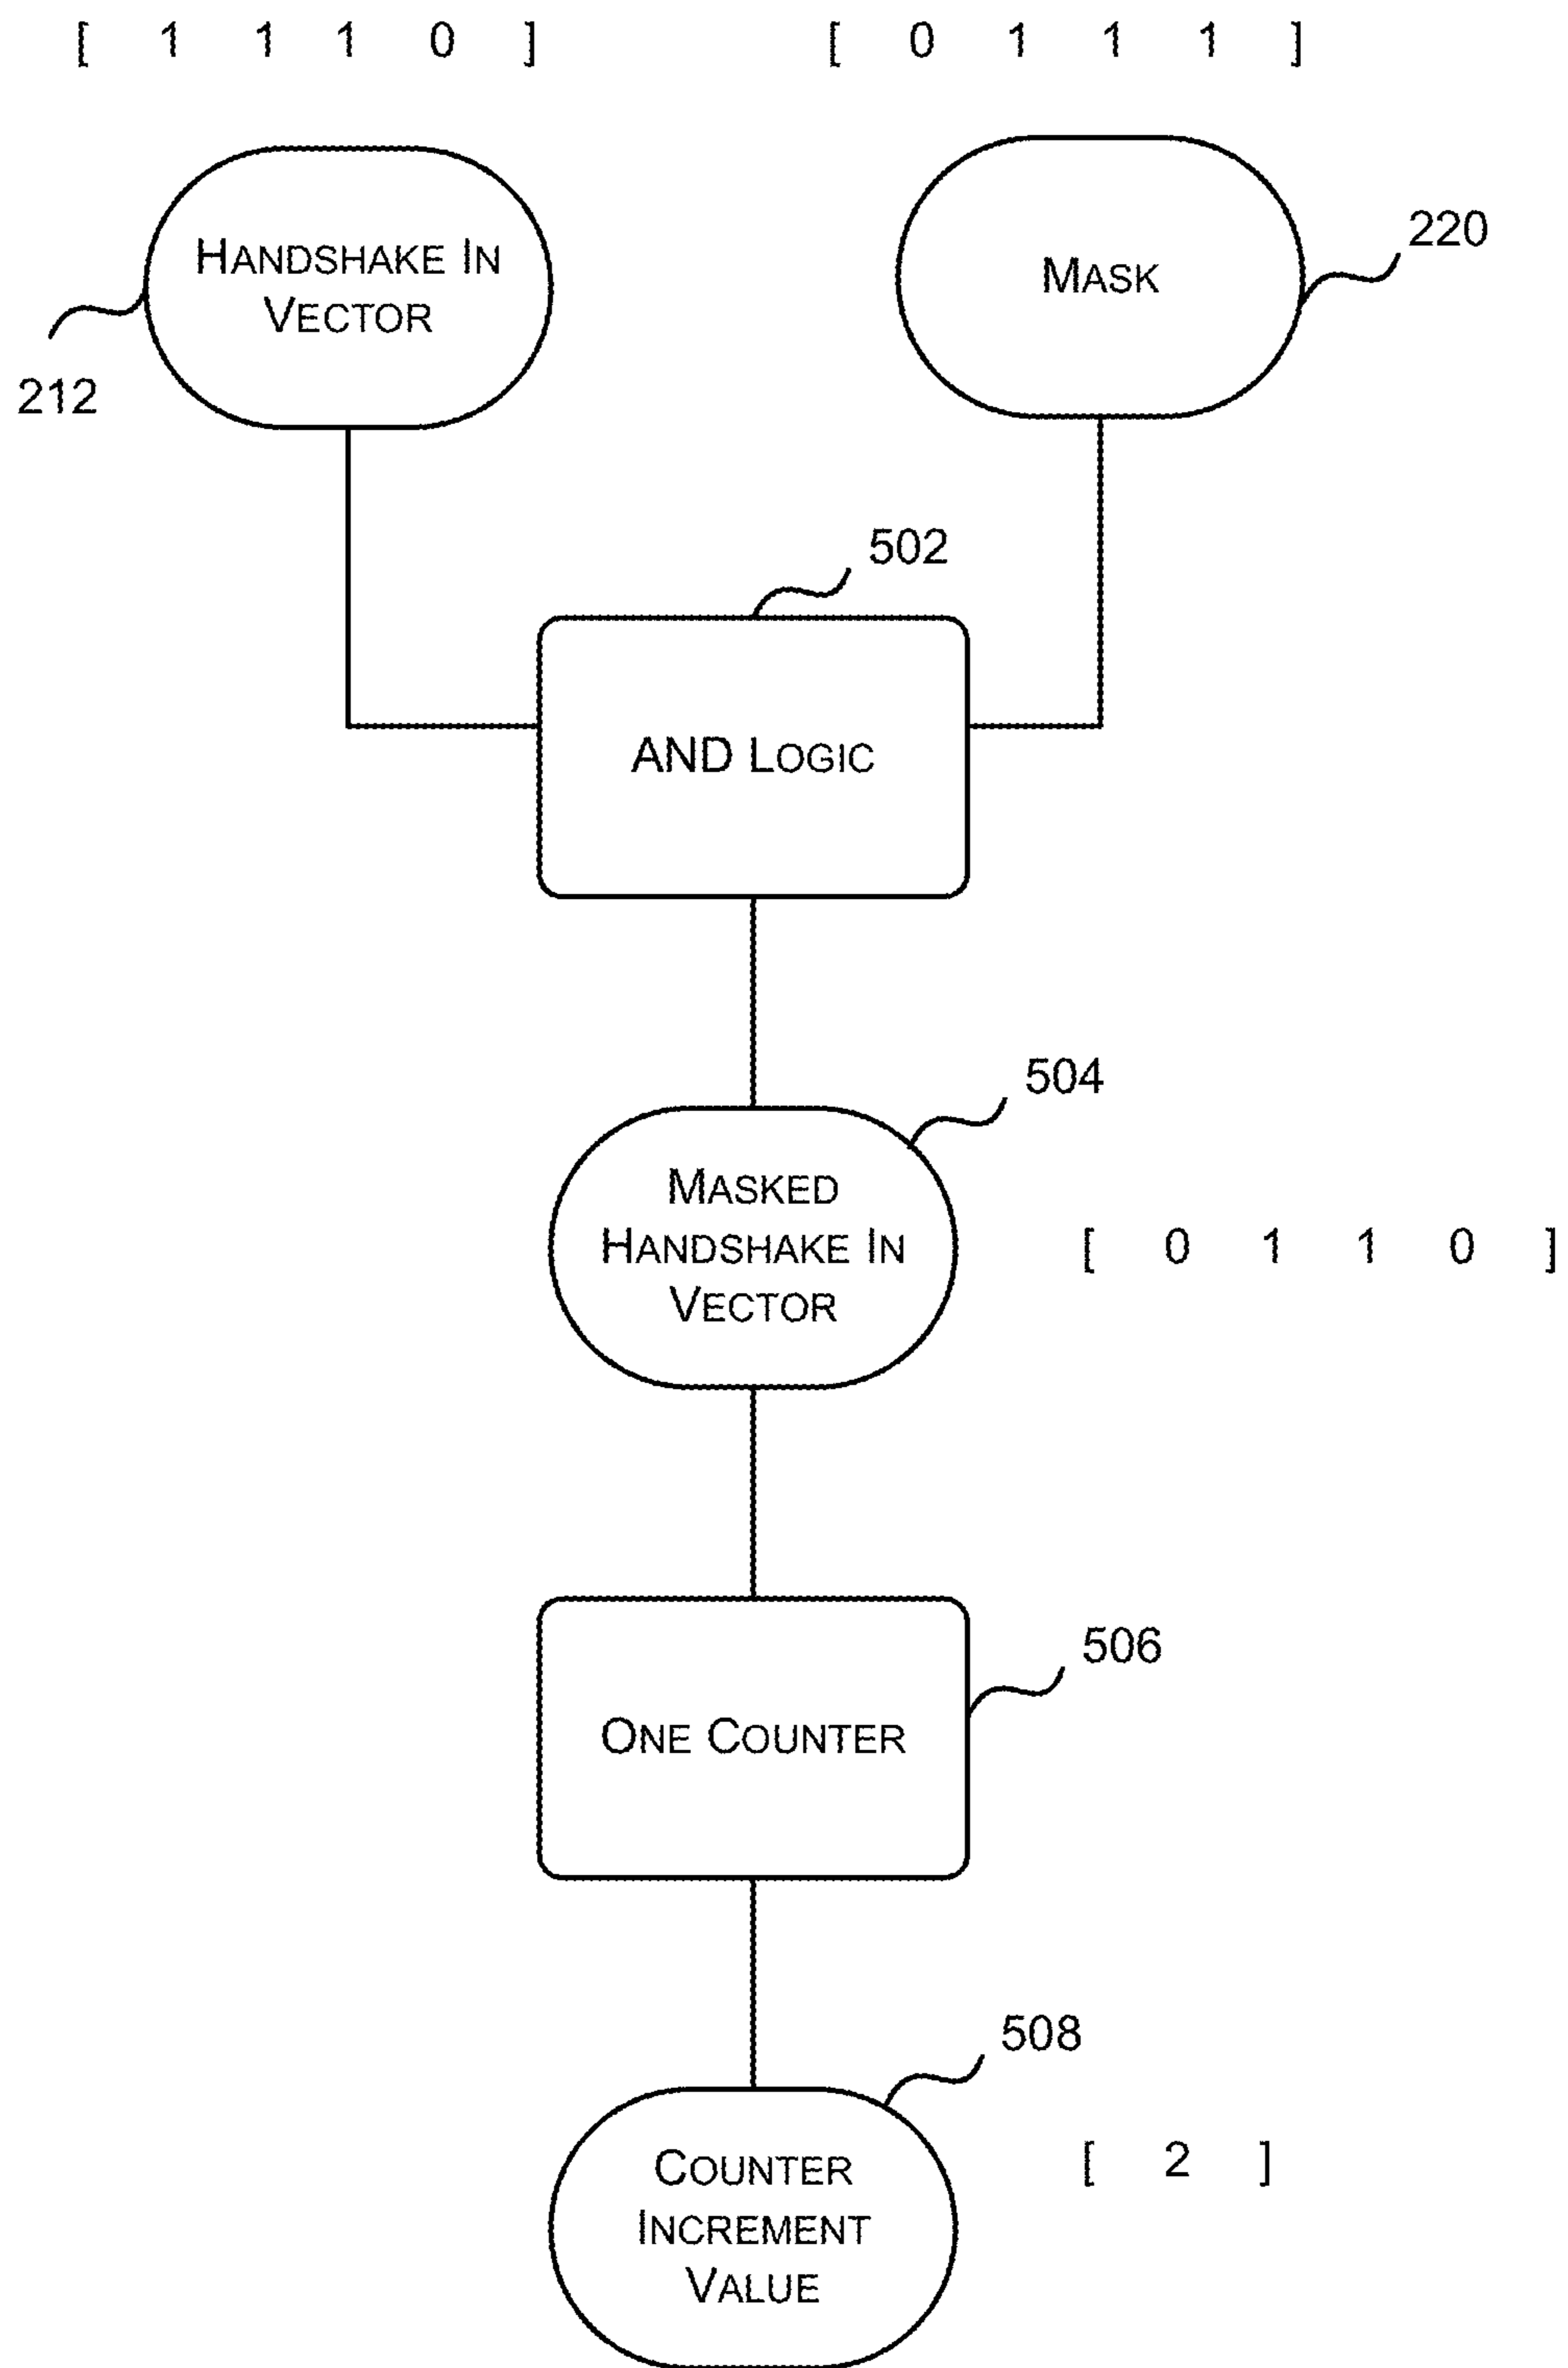 [ 1 1 1 0 ] [ 0 1 1 1 ]
HANDSHAKE IN
VECTOR
212
MASK
220
502
AND LOGIC
504
MASKED
HANDSHAKE IN
VECTOR
[ 0 1 1 0 ]
506
ONE COUNTER
508
COUNTER
INCREMENT
VALUE
[ 2 ]